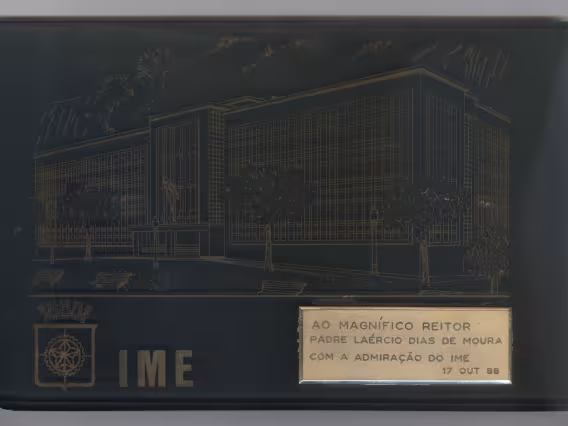 IME
AO MAGNÍFICO REITOR
PADRE LAÉRCIO DIAS DE MOURA
COM A ADMIRAÇÃO DO IME
17 OUT 88